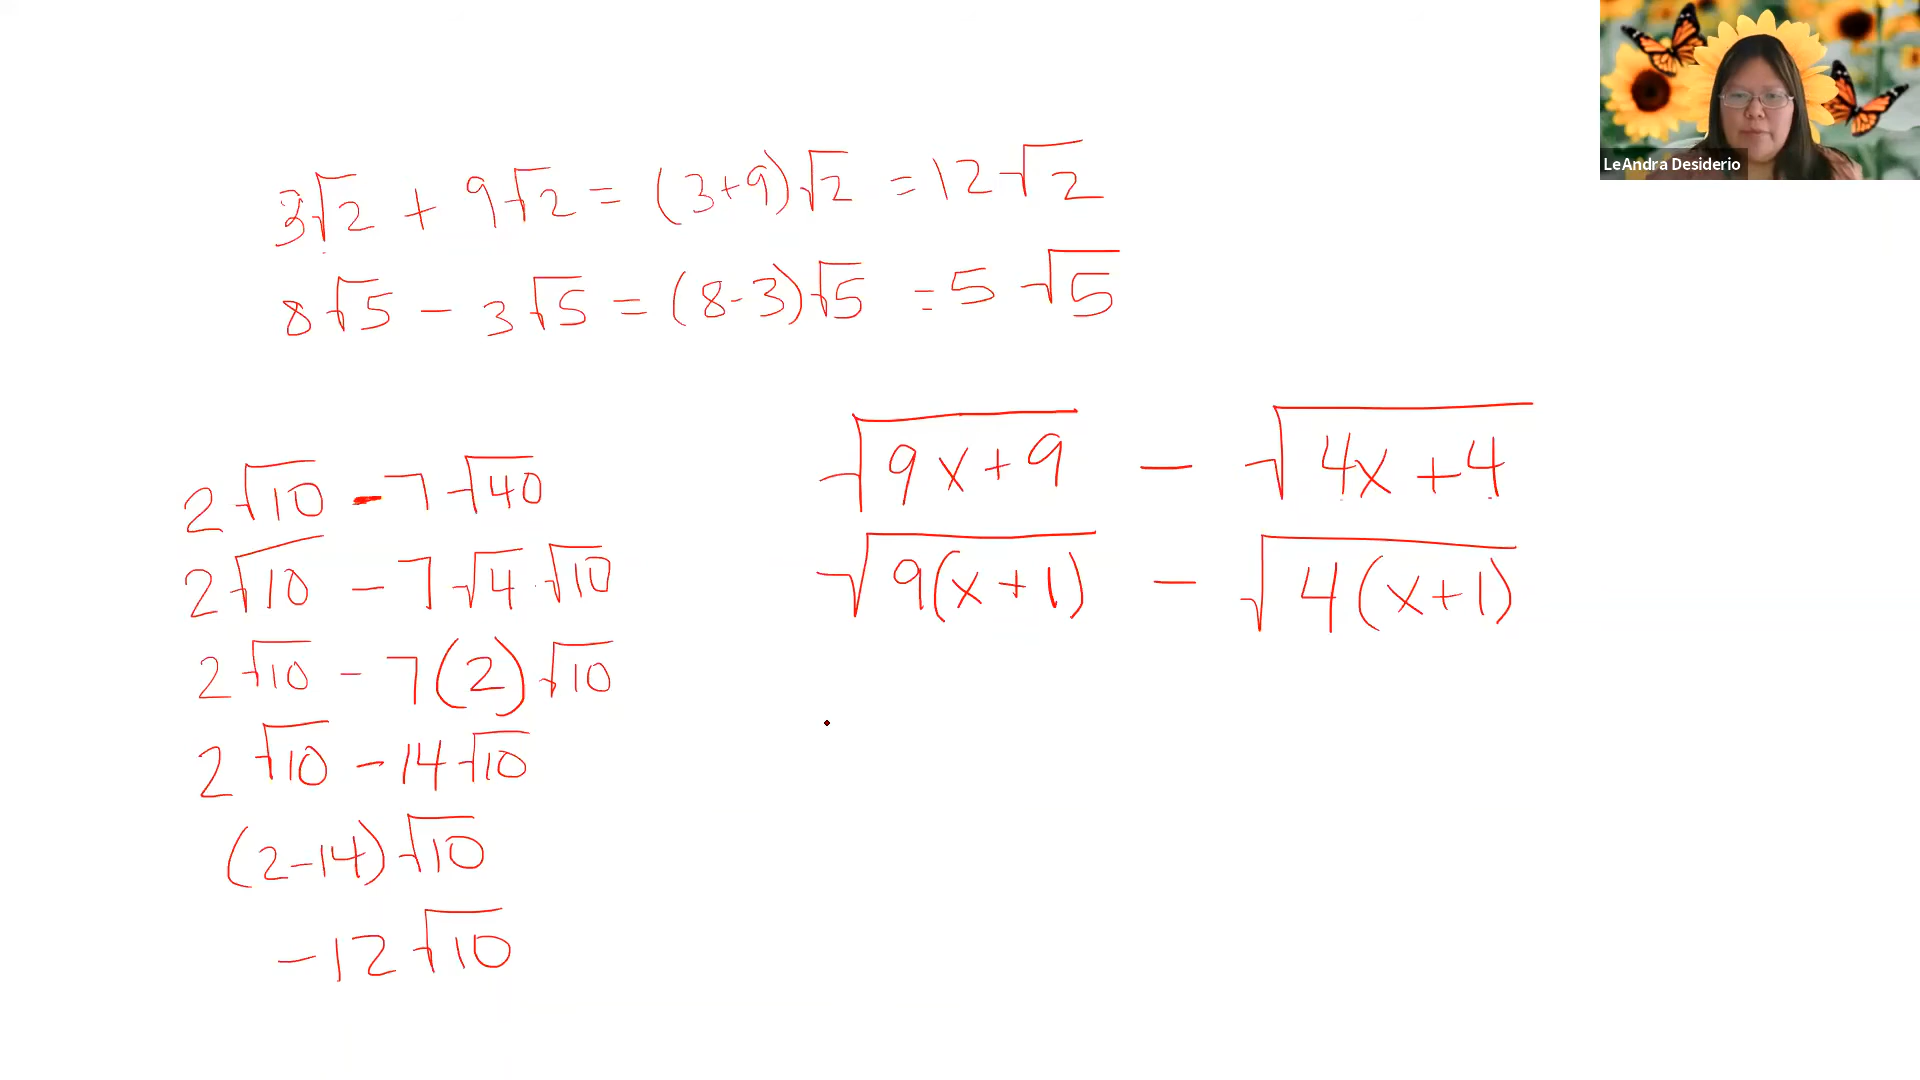 LeAndra Desiderio
3√2 + 9√2 = (3+9)√2 = 12√2
8√5 - 3√5 = (8-3)√5 = 5√5
2√10 - 7√40
2√10 - 7√4 · √10
2√10 - 7(2)√10
2√10 - 14√10
(2-14)√10
-12√10
√(9x+9) - √(4x+4)
√(9(x+1)) - √(4(x+1))